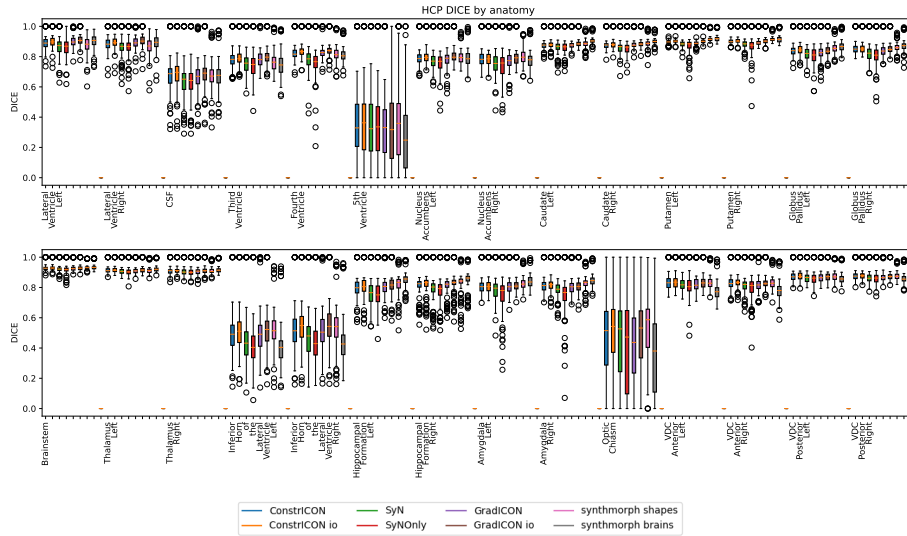 HCP DICE by anatomy
DICE
1.0
0.8
0.6
0.4
0.2
0.0
Lateral
Ventricle
Left
Lateral
Ventricle
Right
CSF
Third
Ventricle
Fourth
Ventricle
5th
Ventricle
Nucleus
Accumbens
Left
Nucleus
Accumbens
Right
Caudate
Left
Caudate
Right
Putamen
Left
Putamen
Right
Globus
Pallidus
Left
Globus
Pallidus
Right
DICE
1.0
0.8
0.6
0.4
0.2
0.0
Brainstem
Thalamus
Left
Thalamus
Right
Inferior
Horn
of
the
Lateral
Ventricle
Left
Inferior
Horn
of
the
Lateral
Ventricle
Right
Hippocampal
Formation
Left
Hippocampal
Formation
Right
Amygdala
Left
Amygdala
Right
Optic
Chiasm
VDC
Anterior
Left
VDC
Anterior
Right
VDC
Posterior
Left
VDC
Posterior
Right
ConstrICON
ConstrICON io
SyN
SyNOnly
GradICON
GradICON io
synthmorph shapes
synthmorph brains